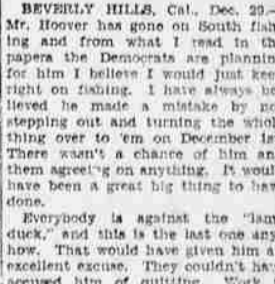 BEVERLY HILLS, Cal., Dec. 29.—
Mr. Hoover has gone on South fish
ing and from what I read in th
papers the Democrats are plannin
for him I believe I would just kee
right on fishing. I have always be
lieved he made a mistake by no
stepping out and turning the whol
thing over to 'em on December 1s
There wasn't a chance of him an
them agreeing on anything. It woul
have been a great big thing to hav
done.
Everybody is against the "lam
duck," and this is the last one any
how. That would have given him a
excellent excuse. They couldn't hav
accused him of quitting. Work